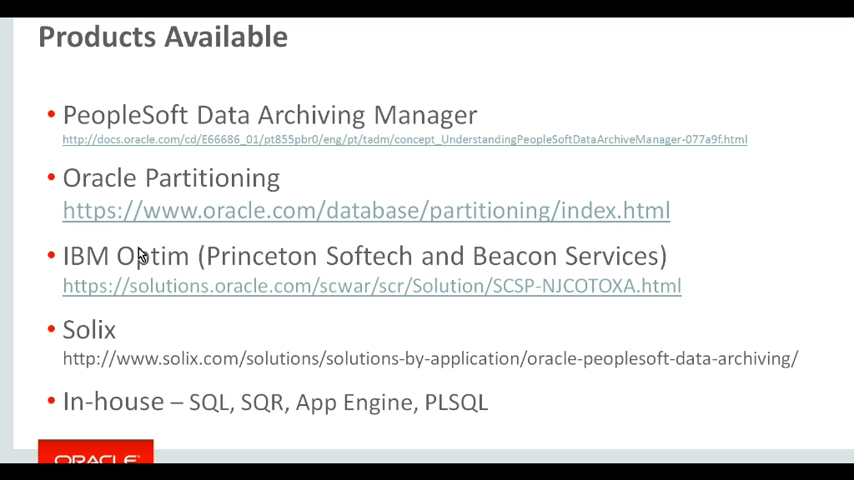 Products Available
• PeopleSoft Data Archiving Manager
http://docs.oracle.com/cd/E66686_01/pt855pbr0/eng/pt/tadm/concept_UnderstandingPeopleSoftDataArchiveManager-077a9f.html
• Oracle Partitioning
https://www.oracle.com/database/partitioning/index.html
• IBM Optim (Princeton Softech and Beacon Services)
https://solutions.oracle.com/scwar/scr/Solution/SCSP-NJCOTOXA.html
• Solix
http://www.solix.com/solutions/solutions-by-application/oracle-peoplesoft-data-archiving/
• In-house – SQL, SQR, App Engine, PLSQL
ORACLE